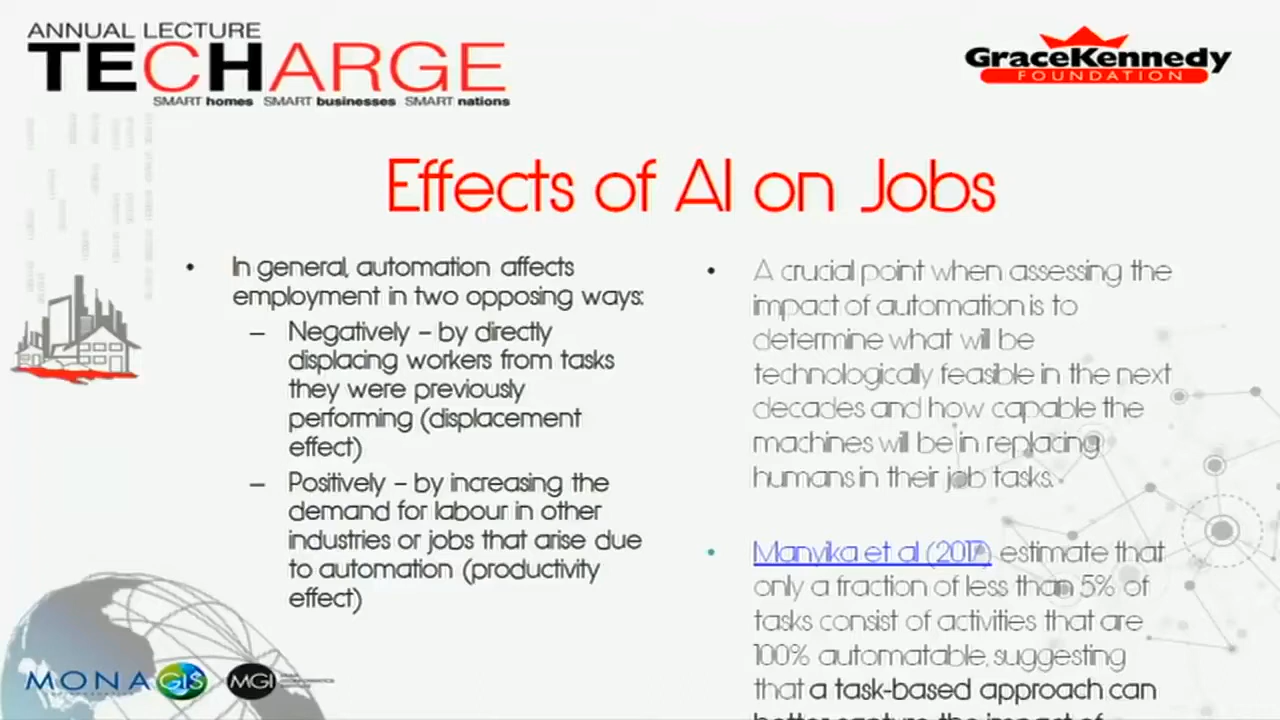 ANNUAL LECTURE
TECHARGE
SMART homes SMART businesses SMART nations
GraceKennedy
FOUNDATION
Effects of AI on Jobs
• In general, automation affects
employment in two opposing ways:
– Negatively – by directly
displacing workers from tasks
they were previously
performing (displacement
effect)
– Positively – by increasing the
demand for labour in other
industries or jobs that arise due
to automation (productivity
effect)
• A crucial point when assessing the
impact of automation is to
determine what will be
technologically feasible in the next
decades and how capable the
machines will be in replacing
humans in their job tasks.
• Manyika et al (2017) estimate that
only a fraction of less than 5% of
tasks consist of activities that are
100% automatable, suggesting
that a task-based approach can
better capture the impact of
MONA GIS
MGI